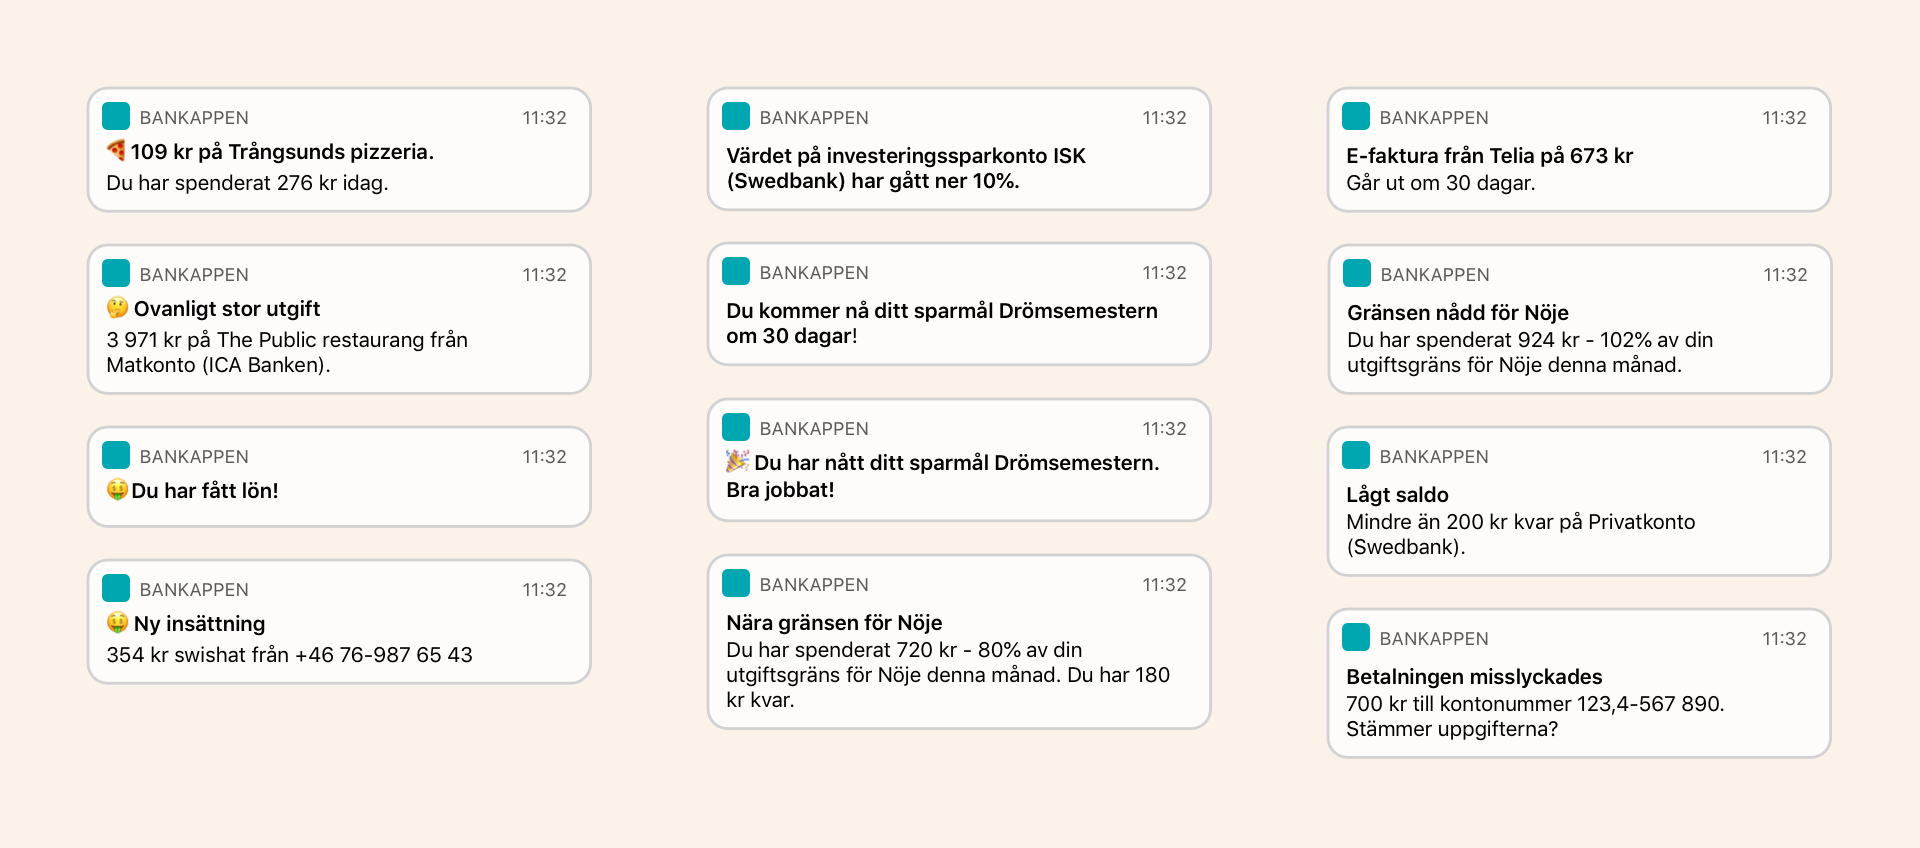 BANKAPPEN 11:32
🍕109 kr på Trångsunds pizzeria.
Du har spenderat 276 kr idag.
BANKAPPEN 11:32
🤔 Ovanligt stor utgift
3 971 kr på The Public restaurang från
Matkonto (ICA Banken).
BANKAPPEN 11:32
🤑Du har fått lön!
BANKAPPEN 11:32
🤑 Ny insättning
354 kr swishat från +46 76-987 65 43
BANKAPPEN 11:32
Värdet på investeringssparkonto ISK
(Swedbank) har gått ner 10%.
BANKAPPEN 11:32
Du kommer nå ditt sparmål Drömsemestern
om 30 dagar!
BANKAPPEN 11:32
🎉 Du har nått ditt sparmål Drömsemestern.
Bra jobbat!
BANKAPPEN 11:32
Nära gränsen för Nöje
Du har spenderat 720 kr - 80% av din
utgiftsgräns för Nöje denna månad. Du har 180
kr kvar.
BANKAPPEN 11:32
E-faktura från Telia på 673 kr
Går ut om 30 dagar.
BANKAPPEN 11:32
Gränsen nådd för Nöje
Du har spenderat 924 kr - 102% av din
utgiftsgräns för Nöje denna månad.
BANKAPPEN 11:32
Lågt saldo
Mindre än 200 kr kvar på Privatkonto
(Swedbank).
BANKAPPEN 11:32
Betalningen misslyckades
700 kr till kontonummer 123,4-567 890.
Stämmer uppgifterna?